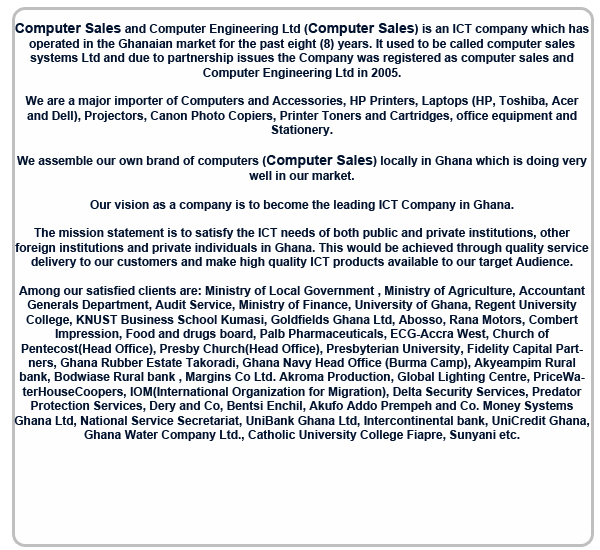 Computer Sales and Computer Engineering Ltd (Computer Sales) is an ICT company which has
operated in the Ghanaian market for the past eight (8) years. It used to be called computer sales
systems Ltd and due to partnership issues the Company was registered as computer sales and
Computer Engineering Ltd in 2005.
We are a major importer of Computers and Accessories, HP Printers, Laptops (HP, Toshiba, Acer
and Dell), Projectors, Canon Photo Copiers, Printer Toners and Cartridges, office equipment and
Stationery.
We assemble our own brand of computers (Computer Sales) locally in Ghana which is doing very
well in our market.
Our vision as a company is to become the leading ICT Company in Ghana.
The mission statement is to satisfy the ICT needs of both public and private institutions, other
foreign institutions and private individuals in Ghana. This would be achieved through quality service
delivery to our customers and make high quality ICT products available to our target Audience.
Among our satisfied clients are: Ministry of Local Government , Ministry of Agriculture, Accountant
Generals Department, Audit Service, Ministry of Finance, University of Ghana, Regent University
College, KNUST Business School Kumasi, Goldfields Ghana Ltd, Abosso, Rana Motors, Combert
Impression, Food and drugs board, Palb Pharmaceuticals, ECG-Accra West, Church of
Pentecost(Head Office), Presby Church(Head Office), Presbyterian University, Fidelity Capital Part-
ners, Ghana Rubber Estate Takoradi, Ghana Navy Head Office (Burma Camp), Akyeampim Rural
bank, Bodwiase Rural bank , Margins Co Ltd. Akroma Production, Global Lighting Centre, PriceWa-
terHouseCoopers, IOM(International Organization for Migration), Delta Security Services, Predator
Protection Services, Dery and Co, Bentsi Enchil, Akufo Addo Prempeh and Co. Money Systems
Ghana Ltd, National Service Secretariat, UniBank Ghana Ltd, Intercontinental bank, UniCredit Ghana,
Ghana Water Company Ltd., Catholic University College Fiapre, Sunyani etc.